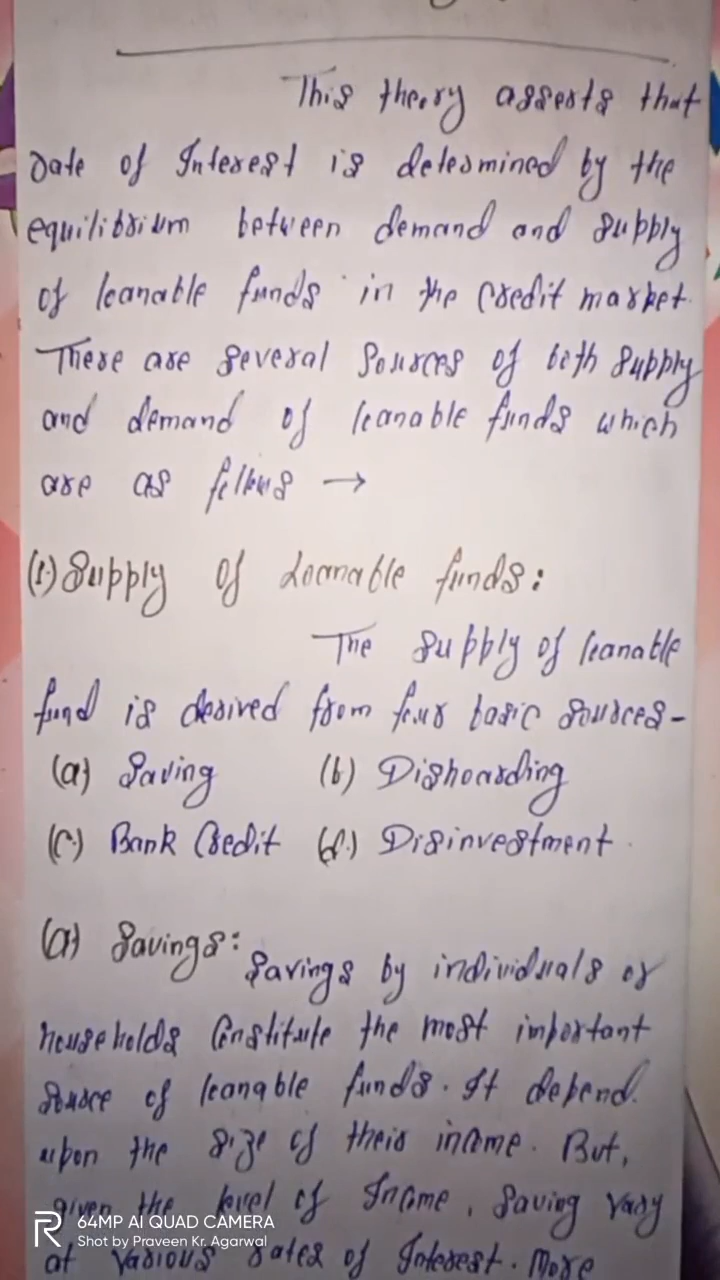 This theory asserts that
rate of Interest is determined by the
equilibrium between demand and supply
of loanable funds in the credit market.
There are several sources of both supply
and demand of loanable funds which
are as follows →
(1.) Supply of Loanable funds:
The supply of loanable
fund is derived from four basic sources-
(a) Saving (b) Dishoarding
(c.) Bank Credit (d.) Disinvestment.
(a) Savings:
Savings by individuals or
households Constitute the most important
source of loanable funds. It depend
upon the size of their income. But,
given the level of Income, Saving vary
at various rates of Interest. More
64MP AI QUAD CAMERA
Shot by Praveen Kr. Agarwal